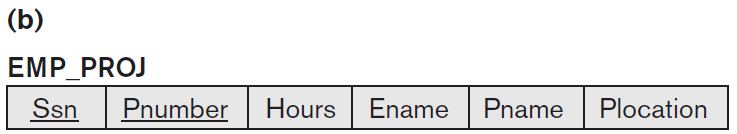 (b)
EMP_PROJ
Ssn Pnumber Hours Ename Pname Plocation